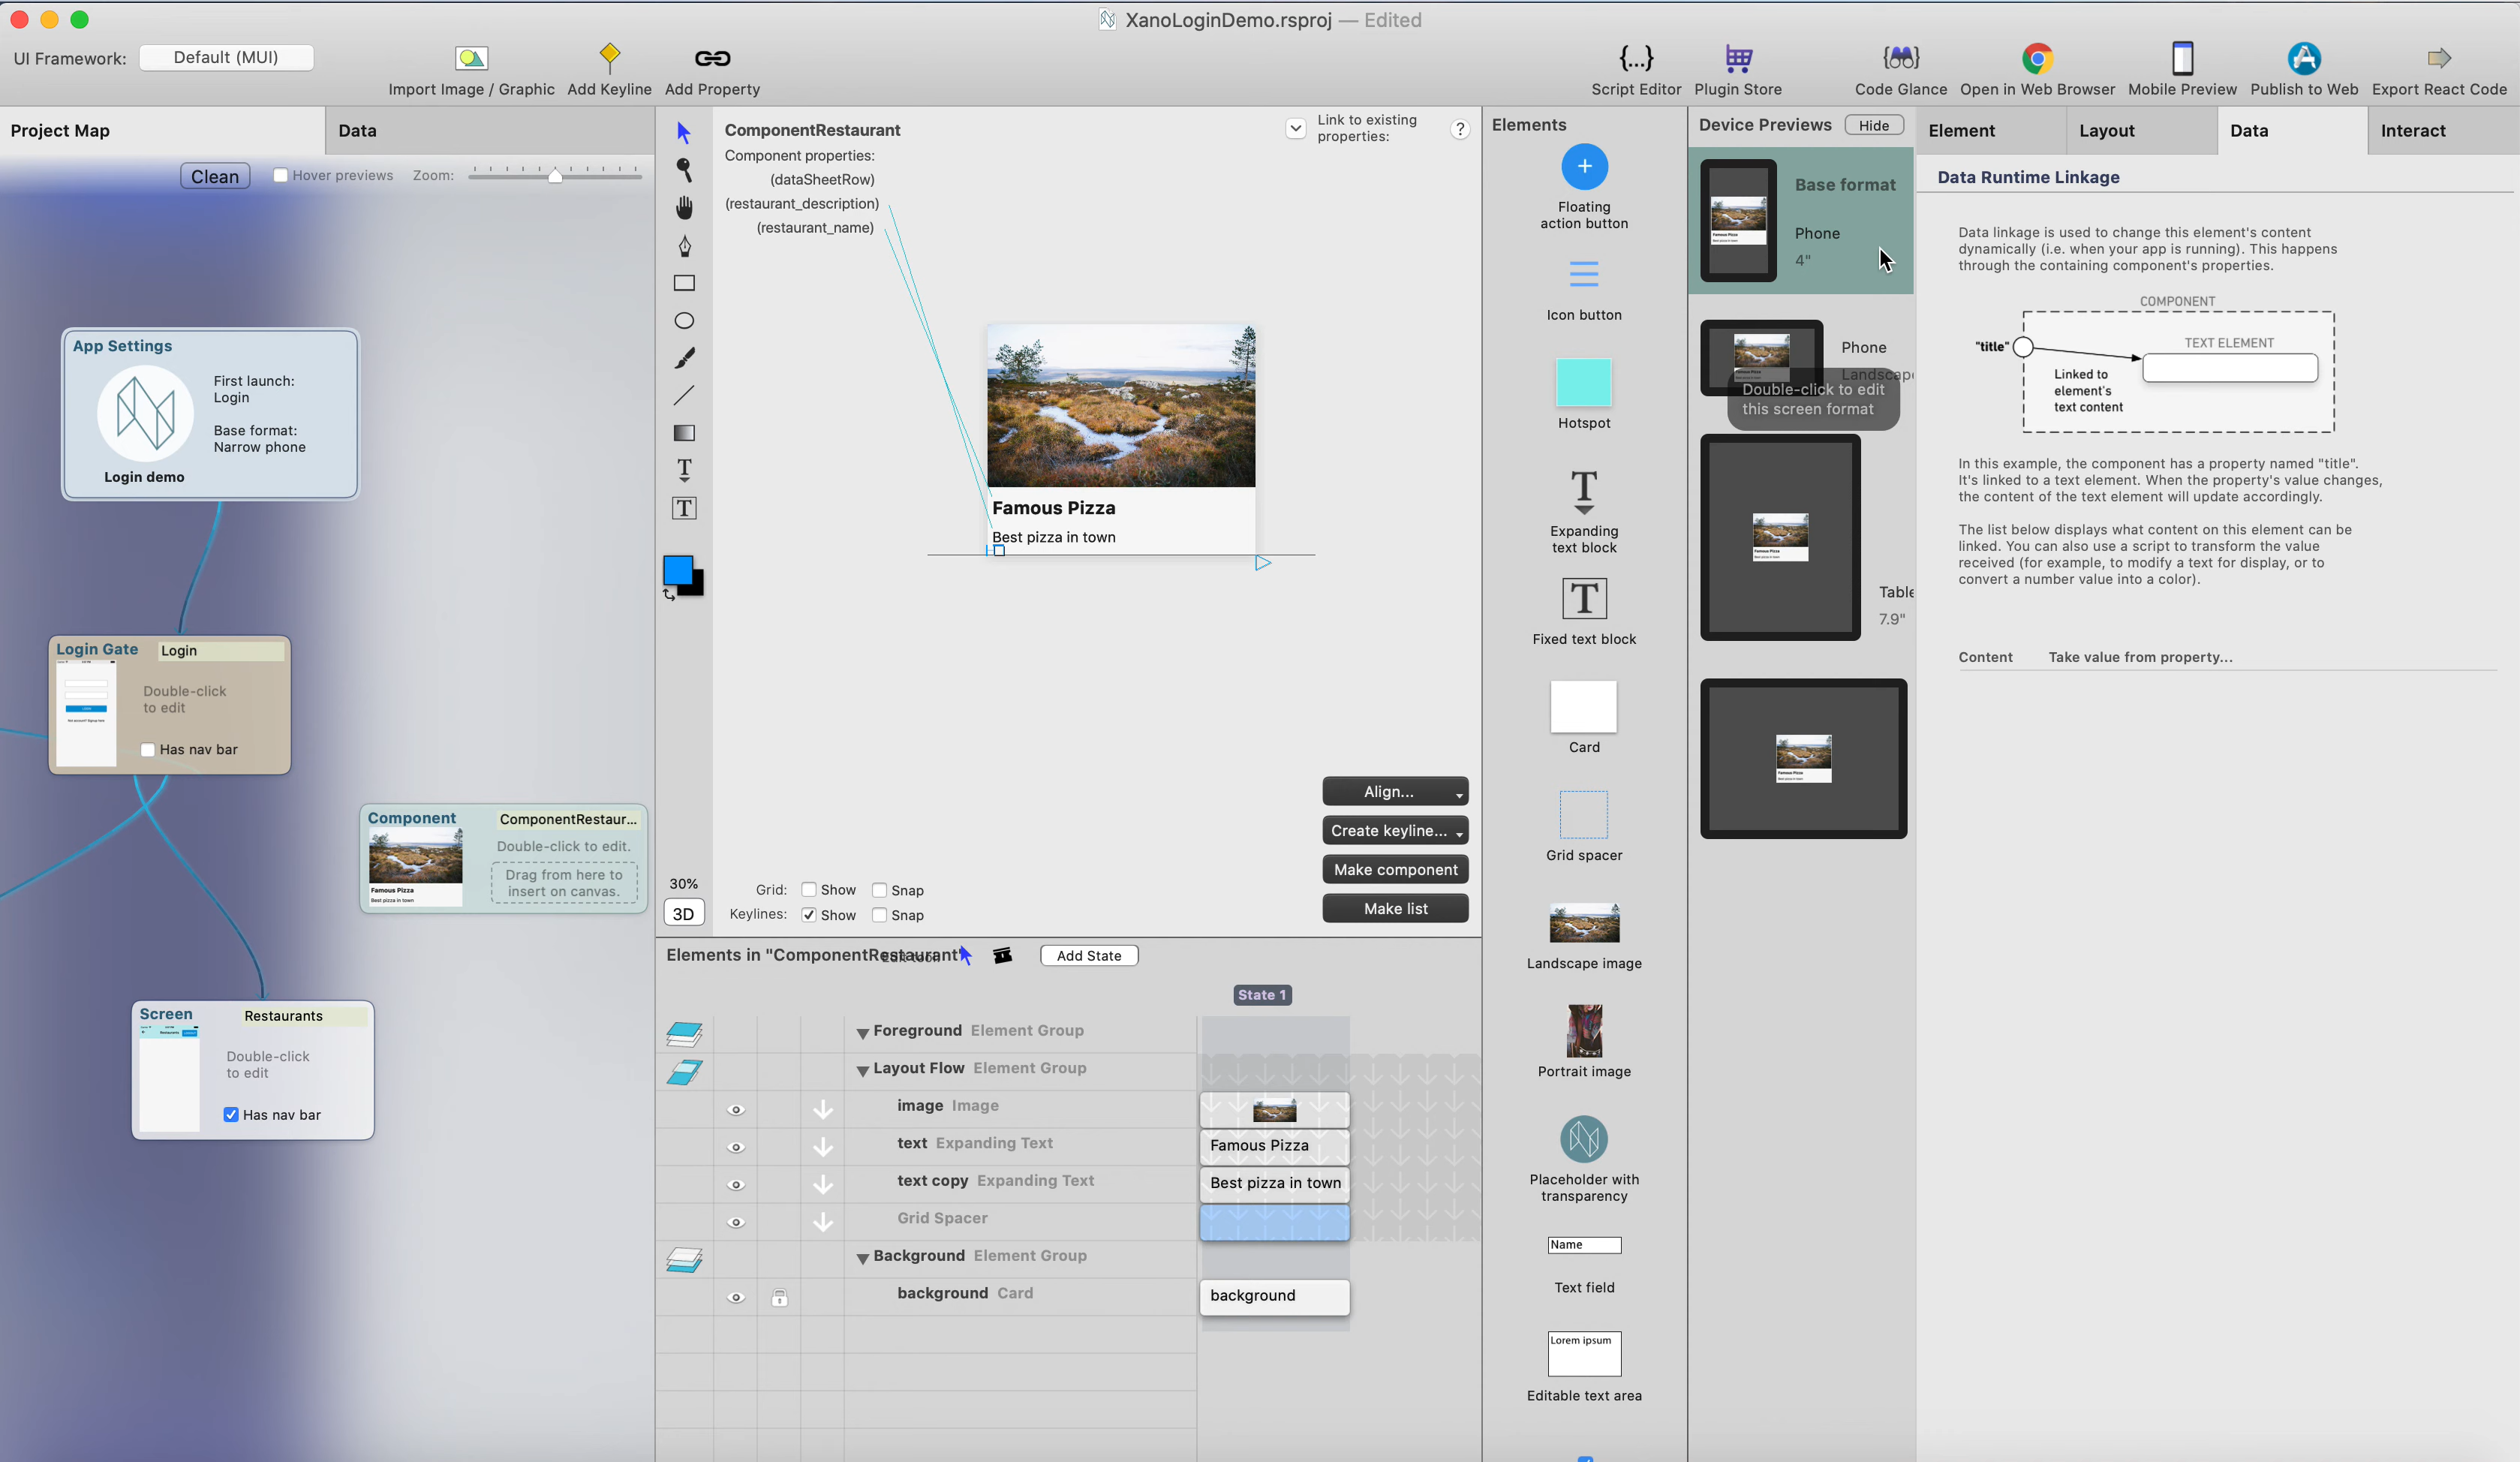 XanoLoginDemo.rsproj — Edited
UI Framework:
Default (MUI)
Import Image / Graphic
Add Keyline
Add Property
Script Editor
Plugin Store
Code Glance
Open in Web Browser
Mobile Preview
Publish to Web
Export React Code
Project Map
Data
Clean
Hover previews
Zoom:
App Settings
First launch:
Login
Base format:
Narrow phone
Login demo
Login Gate
Login
Double-click
to edit
Has nav bar
Component
ComponentRestaur...
Double-click to edit.
Drag from here to
insert on canvas.
Famous Pizza
Best pizza in town
Screen
Restaurants
Double-click
to edit
Has nav bar
ComponentRestaurant
Component properties:
(dataSheetRow)
(restaurant_description)
(restaurant_name)
Link to existing
properties:
?
Famous Pizza
Best pizza in town
T
T
30%
3D
Grid:
Show
Snap
Keylines:
Show
Snap
Align...
Create keyline...
Make component
Make list
Elements in "ComponentRestaurant"
Add State
State 1
Foreground Element Group
Layout Flow Element Group
image Image
text Expanding Text
Famous Pizza
text copy Expanding Text
Best pizza in town
Grid Spacer
Background Element Group
background Card
background
Elements
Floating
action button
Icon button
Hotspot
T
Expanding
text block
T
Fixed text block
Card
Grid spacer
Landscape image
Portrait image
Placeholder with
transparency
Name
Text field
Lorem ipsum
Editable text area
Device Previews
Hide
Base format
Phone
4"
Phone
Landscape
Double-click to edit
this screen format
7.9"
Element
Layout
Data
Interact
Data Runtime Linkage
Data linkage is used to change this element's content
dynamically (i.e. when your app is running). This happens
through the containing component's properties.
COMPONENT
"title"
TEXT ELEMENT
Linked to
element's
text content
In this example, the component has a property named "title".
It's linked to a text element. When the property's value changes,
the content of the text element will update accordingly.
The list below displays what content on this element can be
linked. You can also use a script to transform the value
received (for example, to modify a text for display, or to
convert a number value into a color).
Content
Take value from property...